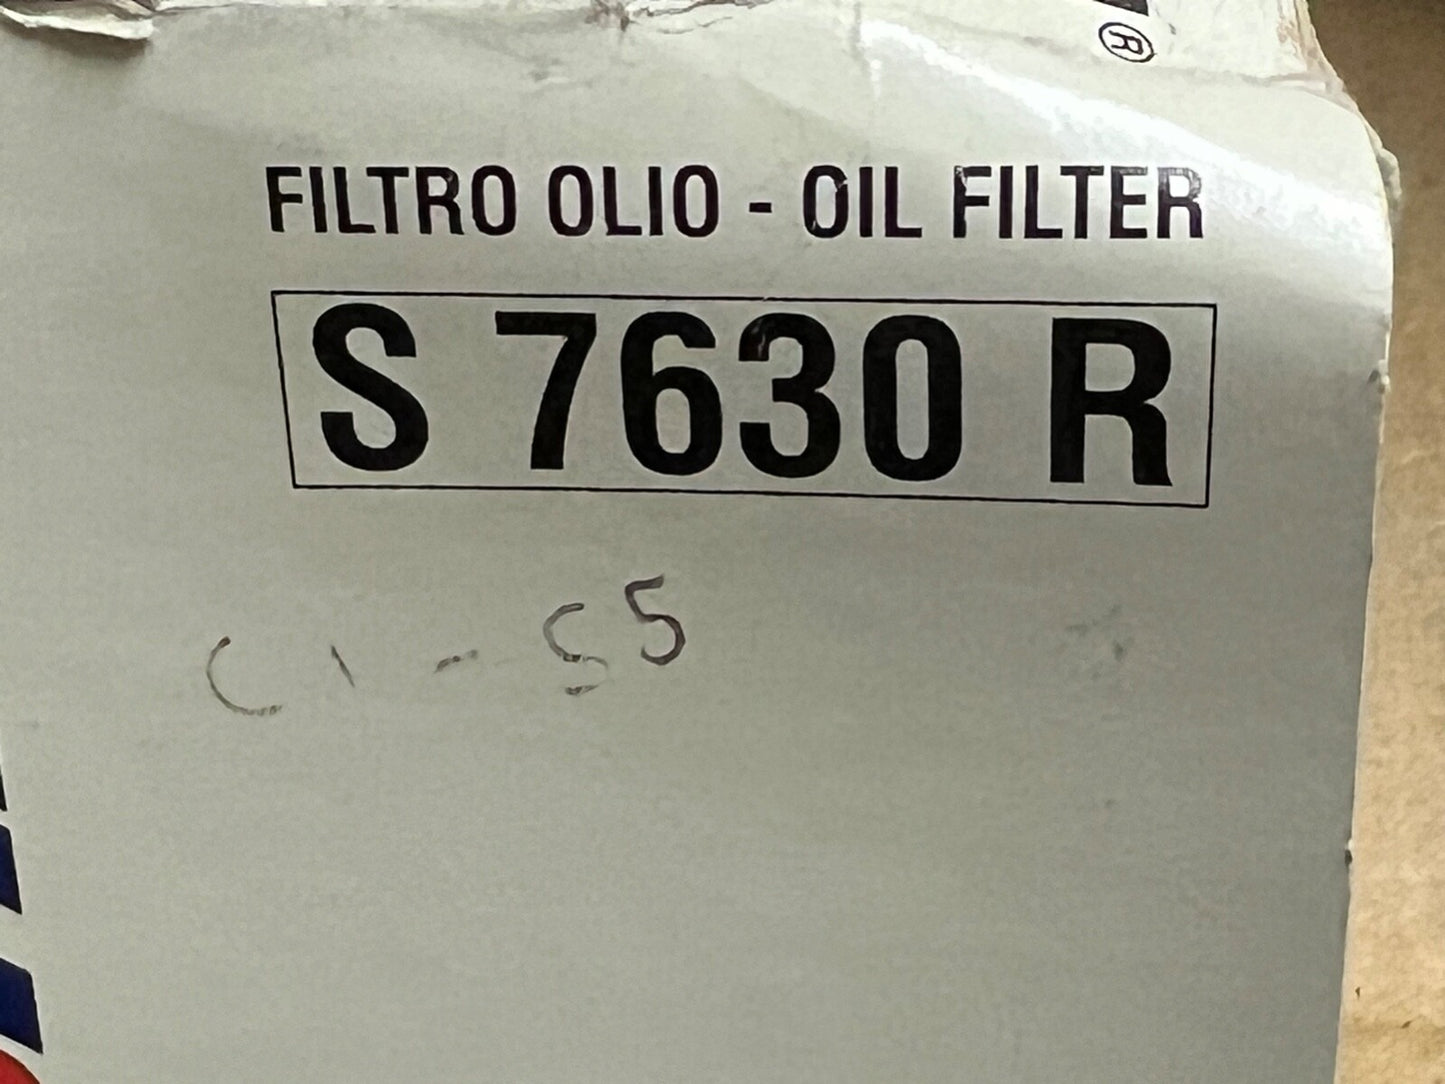 ®
FILTRO OLIO - OIL FILTER
S 7630 R
C1-55